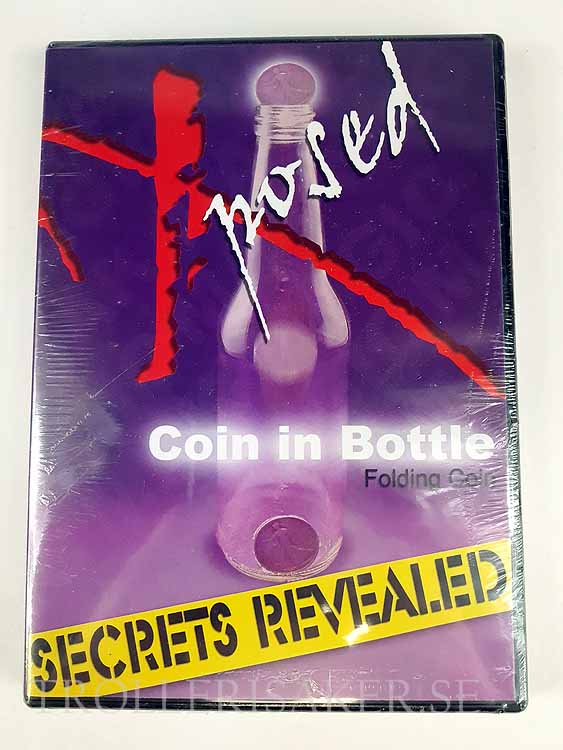 Xposed
Coin in Bottle
Folding Coin
SECRETS REVEALED
TROLLERISAKER.SE